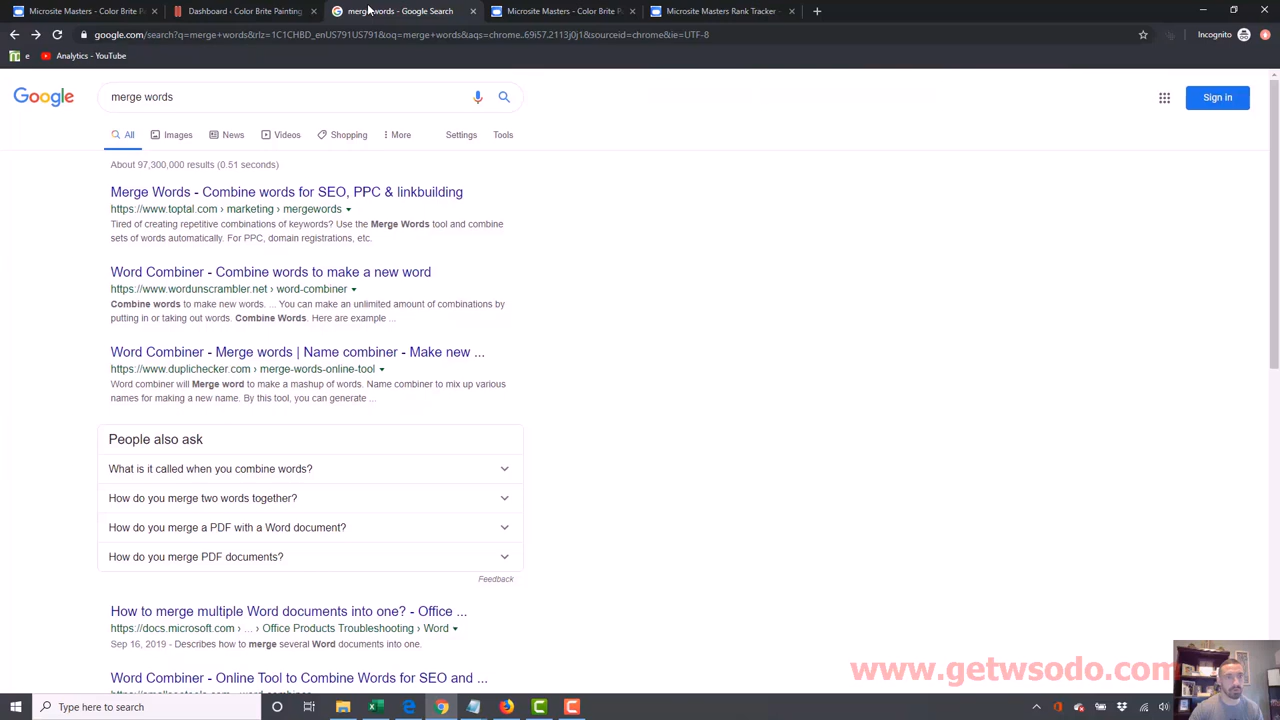 Microsite Masters - Color Brite P
Dashboard ‹ Color Brite Painting
merge words - Google Search
Microsite Masters - Color Brite P
Microsite Masters Rank Tracker -
google.com/search?q=merge+words&rlz=1C1CHBD_enUS791US791&oq=merge+words&aqs=chrome..69i57.2113j0j1&sourceid=chrome&ie=UTF-8
Incognito
e
Analytics - YouTube
Google
merge words
Sign in
All
Images
News
Videos
Shopping
More
Settings
Tools
About 97,300,000 results (0.51 seconds)
Merge Words - Combine words for SEO, PPC & linkbuilding
https://www.toptal.com › marketing › mergewords
Tired of creating repetitive combinations of keywords? Use the Merge Words tool and combine
sets of words automatically. For PPC, domain registrations, etc.
Word Combiner - Combine words to make a new word
https://www.wordunscrambler.net › word-combiner
Combine words to make new words. ... You can make an unlimited amount of combinations by
putting in or taking out words. Combine Words. Here are example ...
Word Combiner - Merge words | Name combiner - Make new ...
https://www.duplichecker.com › merge-words-online-tool
Word combiner will Merge word to make a mashup of words. Name combiner to mix up various
names for making a new name. By this tool, you can generate ...
People also ask
What is it called when you combine words?
How do you merge two words together?
How do you merge a PDF with a Word document?
How do you merge PDF documents?
Feedback
How to merge multiple Word documents into one? - Office ...
https://docs.microsoft.com › ... › Office Products Troubleshooting › Word
Sep 16, 2019 - Describes how to merge several Word documents into one.
Word Combiner - Online Tool to Combine Words for SEO and ...
www.getwsodo.com
Type here to search